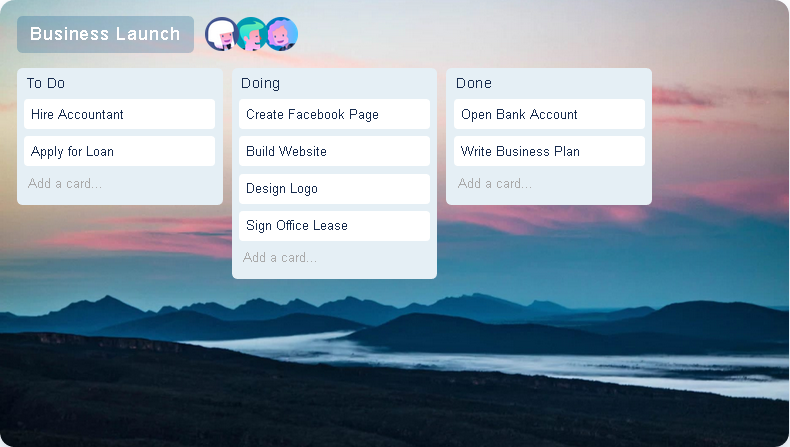 Business Launch
To Do
Hire Accountant
Apply for Loan
Add a card...
Doing
Create Facebook Page
Build Website
Design Logo
Sign Office Lease
Add a card...
Done
Open Bank Account
Write Business Plan
Add a card...